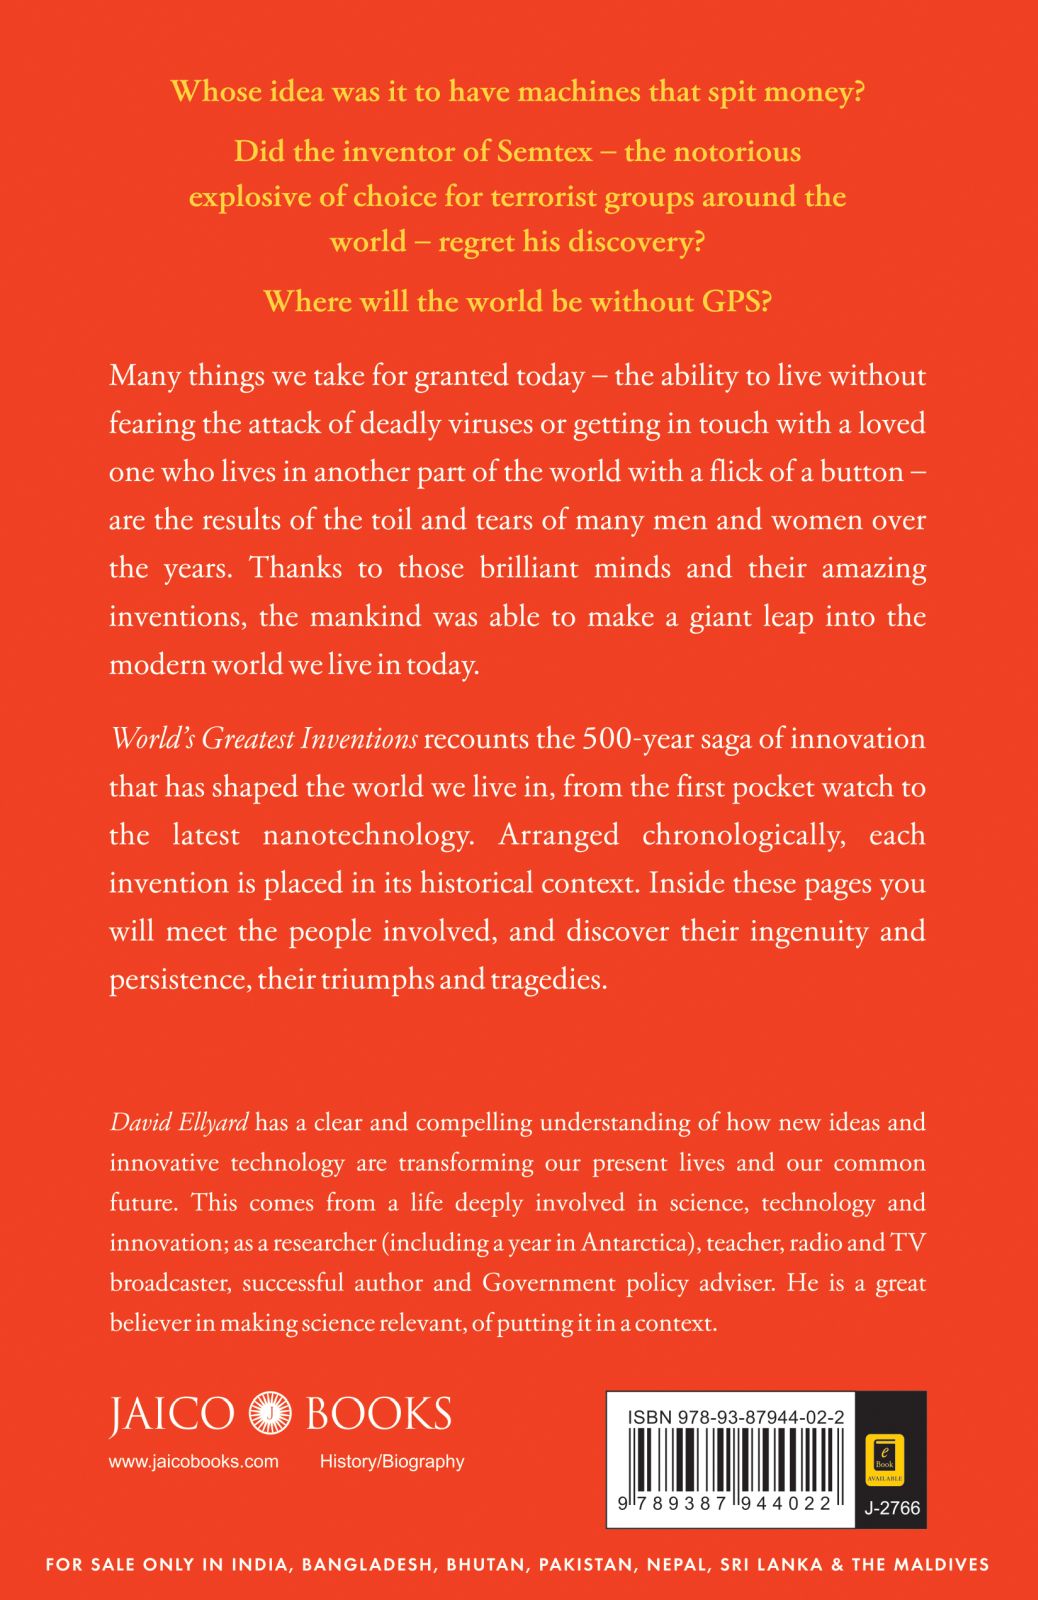 Whose idea was it to have machines that spit money?
Did the inventor of Semtex – the notorious
explosive of choice for terrorist groups around the
world – regret his discovery?
Where will the world be without GPS?
Many things we take for granted today – the ability to live without
fearing the attack of deadly viruses or getting in touch with a loved
one who lives in another part of the world with a flick of a button –
are the results of the toil and tears of many men and women over
the years. Thanks to those brilliant minds and their amazing
inventions, the mankind was able to make a giant leap into the
modern world we live in today.
World's Greatest Inventions recounts the 500-year saga of innovation
that has shaped the world we live in, from the first pocket watch to
the latest nanotechnology. Arranged chronologically, each
invention is placed in its historical context. Inside these pages you
will meet the people involved, and discover their ingenuity and
persistence, their triumphs and tragedies.
David Ellyard has a clear and compelling understanding of how new ideas and
innovative technology are transforming our present lives and our common
future. This comes from a life deeply involved in science, technology and
innovation; as a researcher (including a year in Antarctica), teacher, radio and TV
broadcaster, successful author and Government policy adviser. He is a great
believer in making science relevant, of putting it in a context.
JAICO J BOOKS
www.jaicobooks.com History/Biography
ISBN 978-93-87944-02-2
9 789387 944022
e
Book
AVAILABLE
J-2766
FOR SALE ONLY IN INDIA, BANGLADESH, BHUTAN, PAKISTAN, NEPAL, SRI LANKA & THE MALDIVES